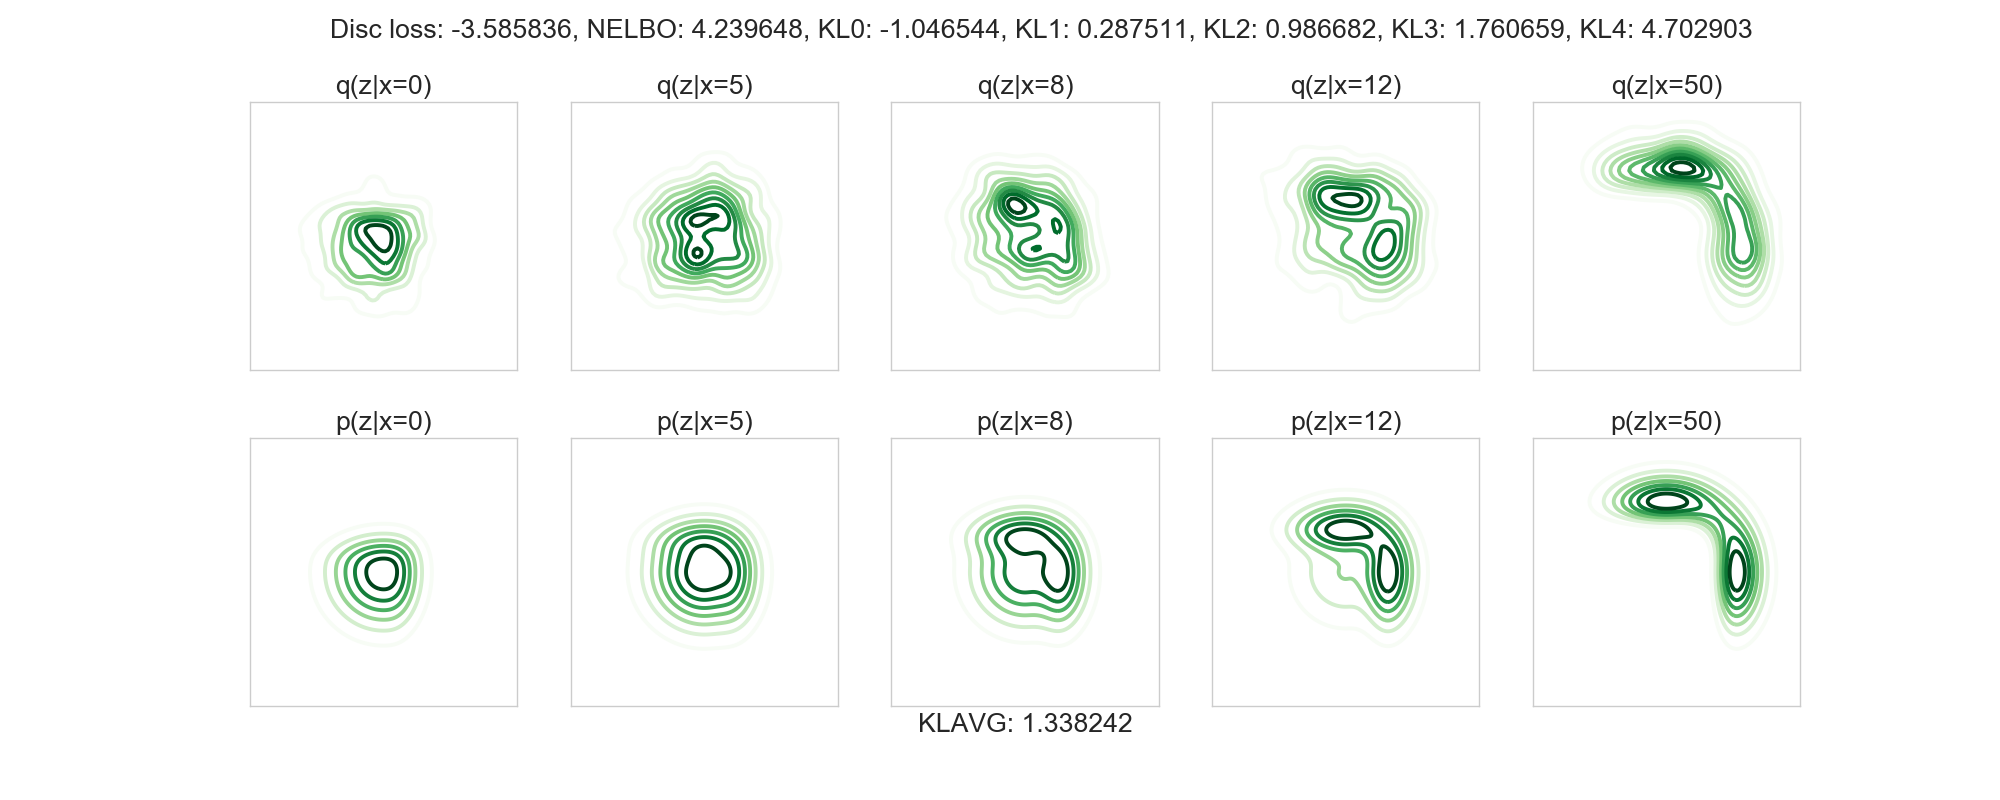 Disc loss: -3.585836, NELBO: 4.239648, KL0: -1.046544, KL1: 0.287511, KL2: 0.986682, KL3: 1.760659, KL4: 4.702903
q(z|x=0) q(z|x=5) q(z|x=8) q(z|x=12) q(z|x=50)
p(z|x=0) p(z|x=5) p(z|x=8) p(z|x=12) p(z|x=50)
KLAVG: 1.338242